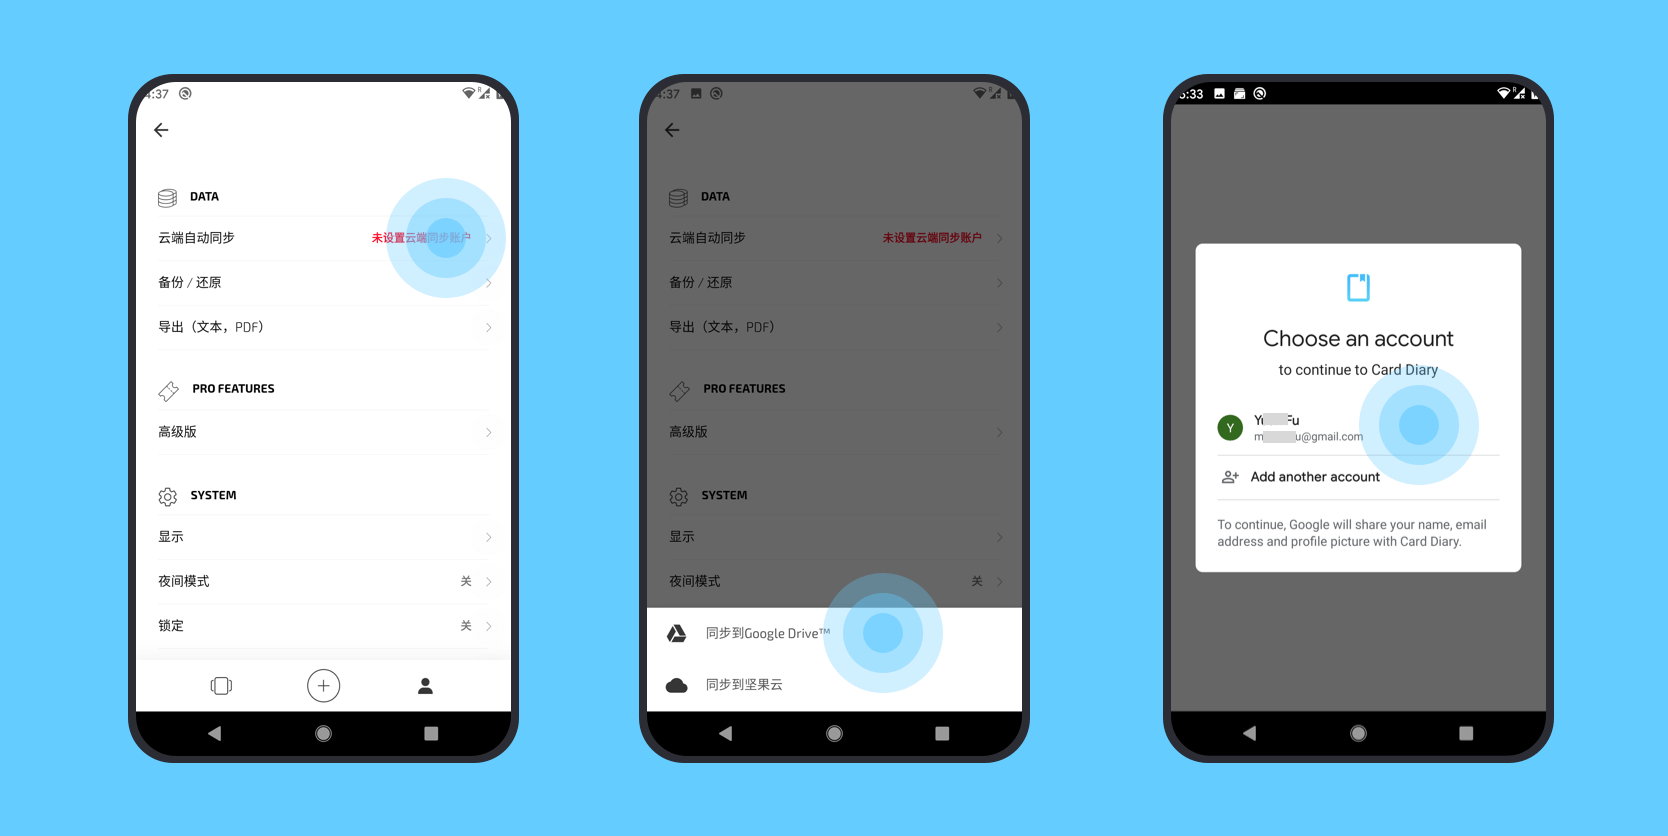 4:37
DATA
云端自动同步 未设置云端同步账户
备份 / 还原
导出（文本，PDF）
PRO FEATURES
高级版
SYSTEM
显示
夜间模式 关
锁定 关
4:37
R
DATA
云端自动同步 未设置云端同步账户
备份 / 还原
导出（文本，PDF）
PRO FEATURES
高级版
SYSTEM
显示
夜间模式 关
同步到Google Drive™
同步到坚果云
5:33
R
Choose an account
to continue to Card Diary
Y
Fu
u@gmail.com
Add another account
To continue, Google will share your name, email
address and profile picture with Card Diary.